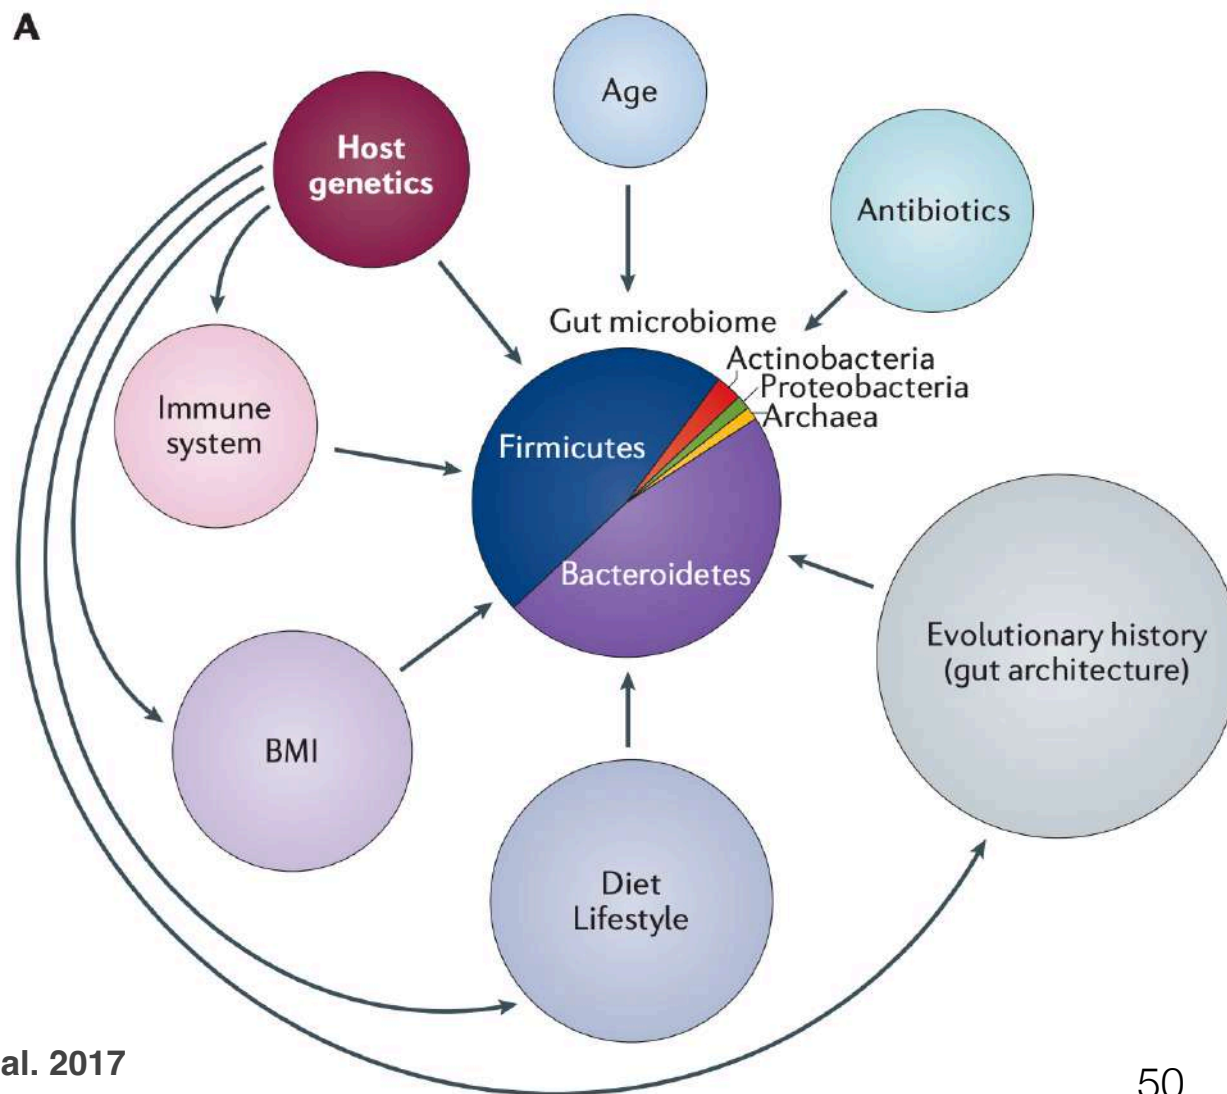 A
Age
Host
genetics
Antibiotics
Gut microbiome
Actinobacteria
Proteobacteria
Archaea
Immune
system
Firmicutes
Bacteroidetes
Evolutionary history
(gut architecture)
BMI
Diet
Lifestyle
al. 2017
50